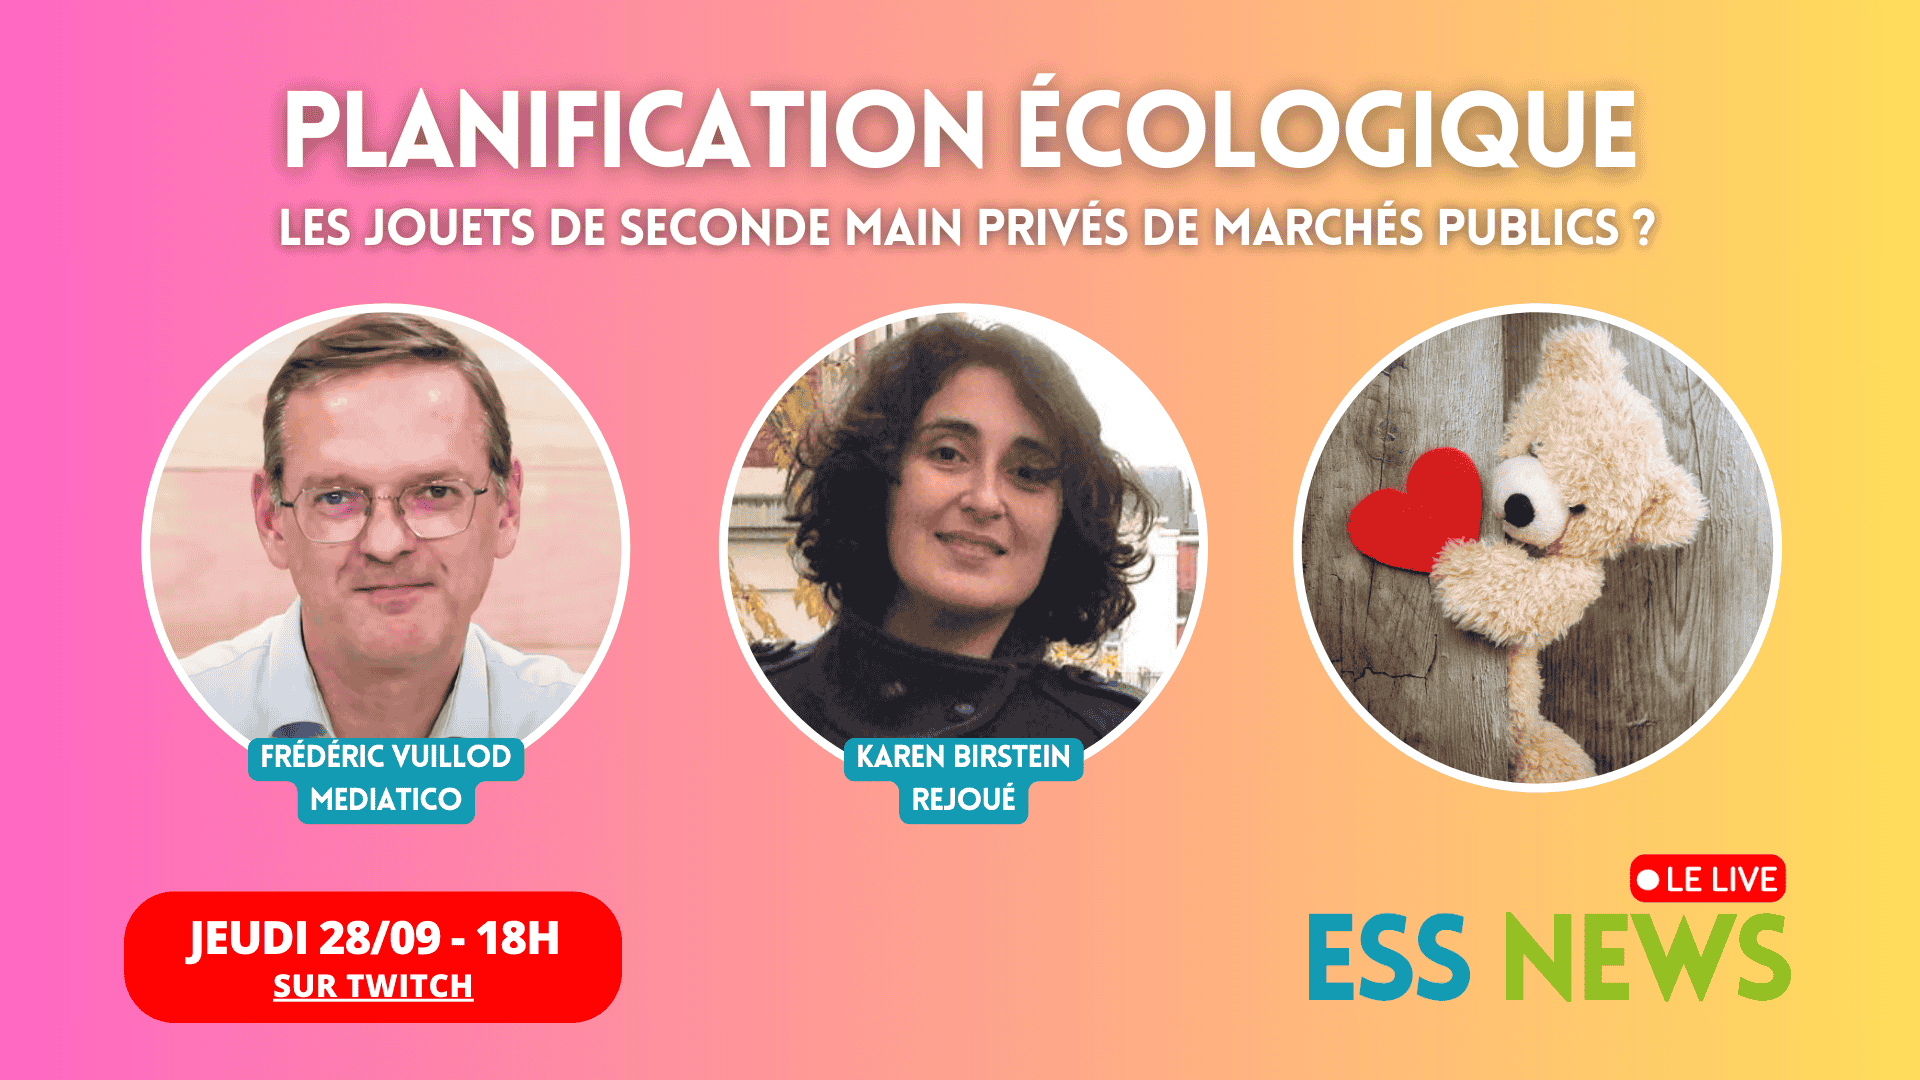 PLANIFICATION ÉCOLOGIQUE
LES JOUETS DE SECONDE MAIN PRIVÉS DE MARCHÉS PUBLICS ?
FRÉDÉRIC VUILLOD
MEDIATICO
KAREN BIRSTEIN
REJOUÉ
JEUDI 28/09 - 18H
SUR TWITCH
LE LIVE
ESS NEWS